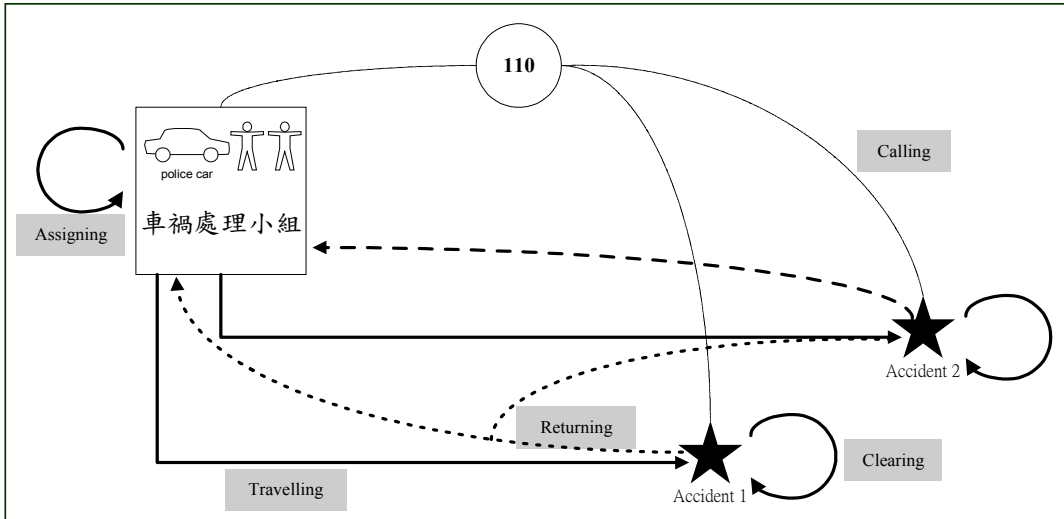 110
Calling
police car
車禍處理小組
Assigning
Accident 2
Returning
Clearing
Accident 1
Travelling